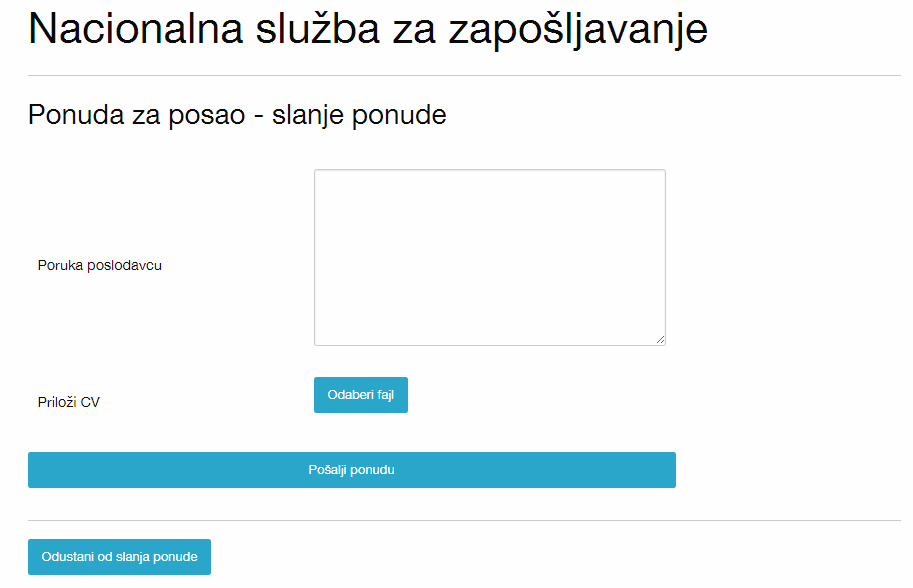 Nacionalna služba za zapošljavanje
Ponuda za posao - slanje ponude
Poruka poslodavcu
Priloži CV
Odaberi fajl
Pošalji ponudu
Odustani od slanja ponude